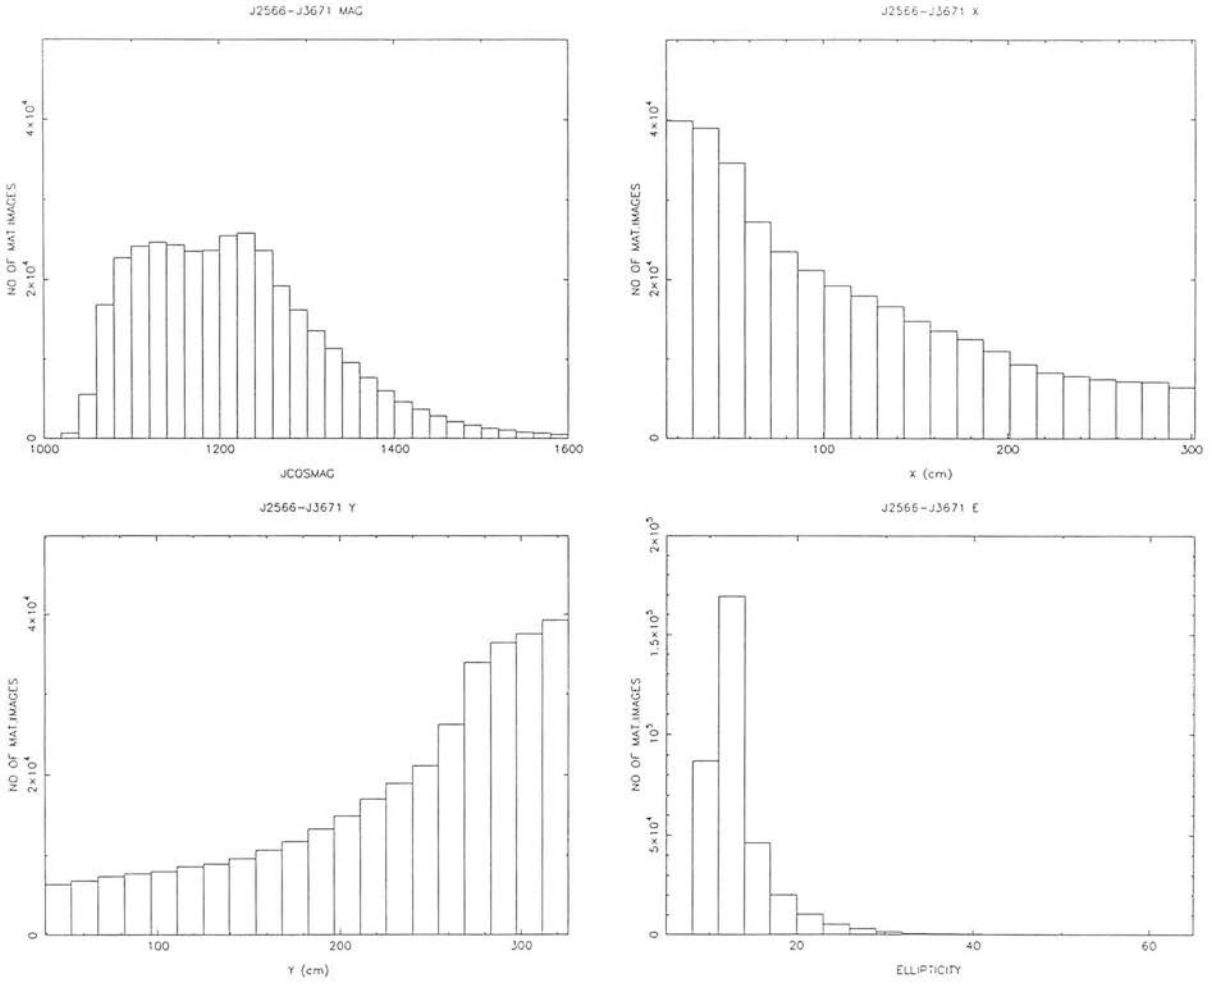 J2566-J3671 MAG
NO OF MAT.IMAGES
4×10⁴
2×10⁴
0
1000
1200
1400
1600
JCOSMAG
J2566-J3671 X
NO OF MAT.IMAGES
4×10⁴
2×10⁴
0
100
200
300
X (cm)
J2566-J3671 Y
NO OF MAT.IMAGES
4×10⁴
2×10⁴
0
100
200
300
Y (cm)
J2566-J3671 E
NO OF MAT.IMAGES
2×10⁵
1.5×10⁵
10⁵
5×10⁴
0
20
40
60
ELLIPTICITY